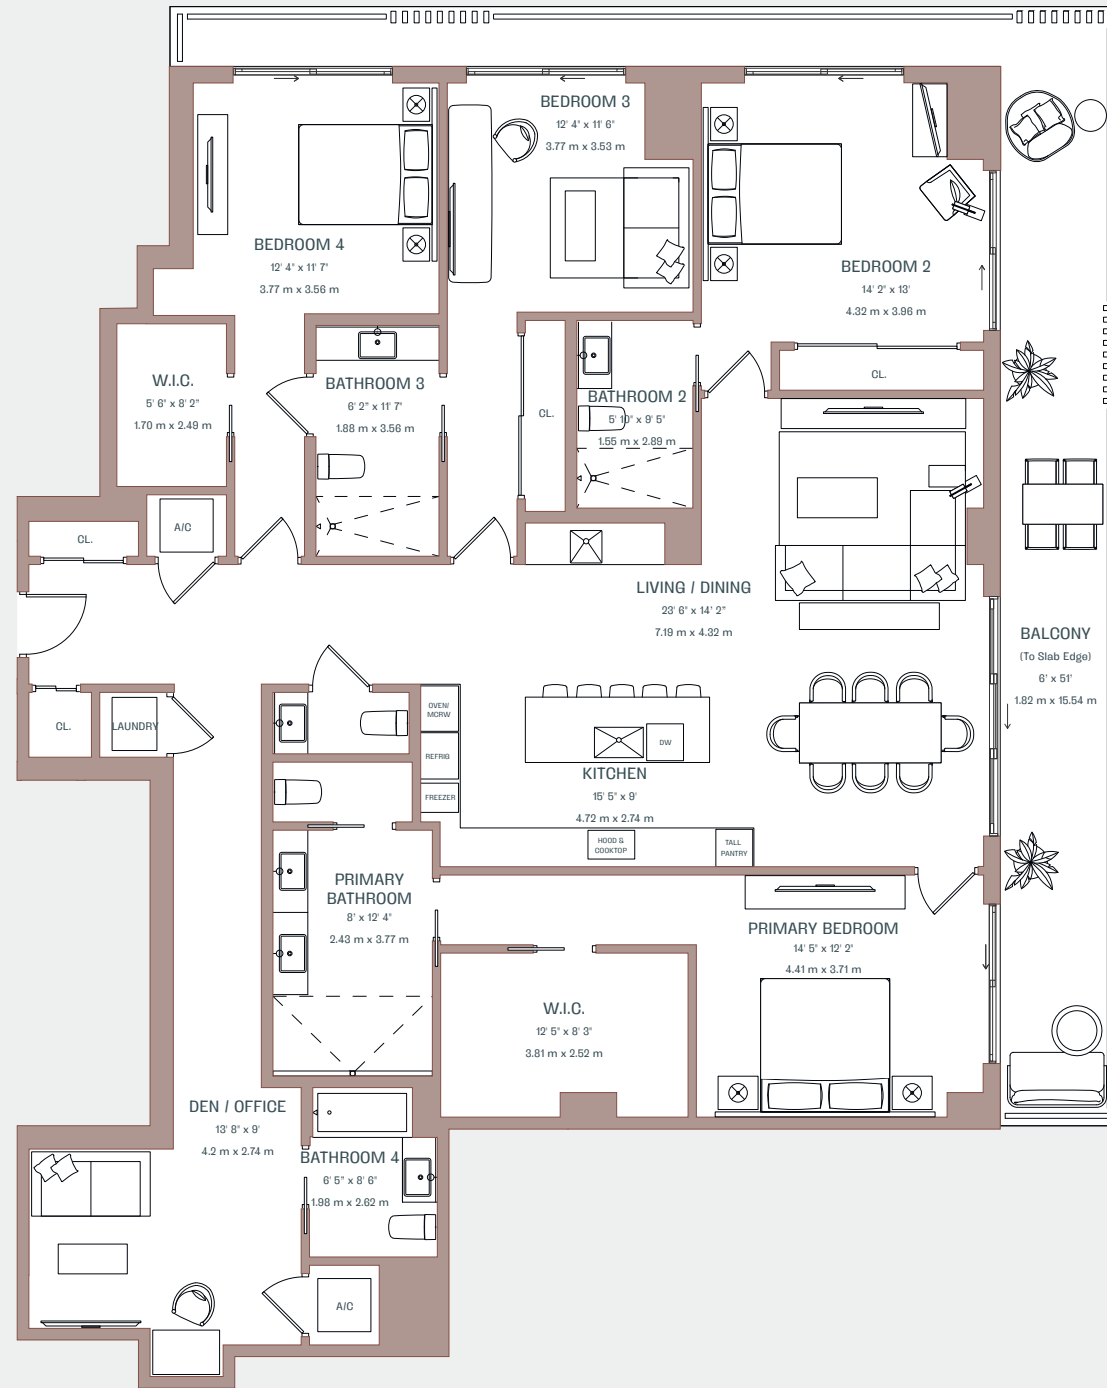 BEDROOM 3
12' 4" x 11' 6"
3.77 m x 3.53 m
BEDROOM 4
12' 4" x 11' 7"
3.77 m x 3.56 m
BEDROOM 2
14' 2" x 13'
4.32 m x 3.96 m
W.I.C.
5' 6" x 8' 2"
1.70 m x 2.49 m
BATHROOM 3
6' 2" x 11' 7"
1.88 m x 3.56 m
CL.
BATHROOM 2
5' 10" x 9' 5"
1.55 m x 2.89 m
CL.
CL.
A/C
LIVING / DINING
23' 6" x 14' 2"
7.19 m x 4.32 m
BALCONY
(To Slab Edge)
6' x 51'
1.82 m x 15.54 m
CL.
LAUNDRY
OVEN/
MCRW
REFRIG
FREEZER
DW
KITCHEN
15' 5" x 9'
4.72 m x 2.74 m
HOOD &
COOKTOP
TALL
PANTRY
PRIMARY
BATHROOM
8' x 12' 4"
2.43 m x 3.77 m
PRIMARY BEDROOM
14' 5" x 12' 2"
4.41 m x 3.71 m
W.I.C.
12' 5" x 8' 3"
3.81 m x 2.52 m
DEN / OFFICE
13' 8" x 9'
4.2 m x 2.74 m
BATHROOM 4
6' 5" x 8' 6"
1.98 m x 2.62 m
A/C